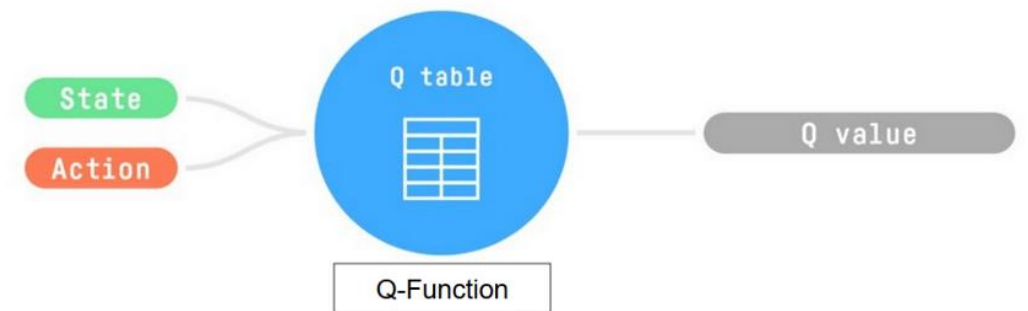 Q table
State
Action
Q value
Q-Function